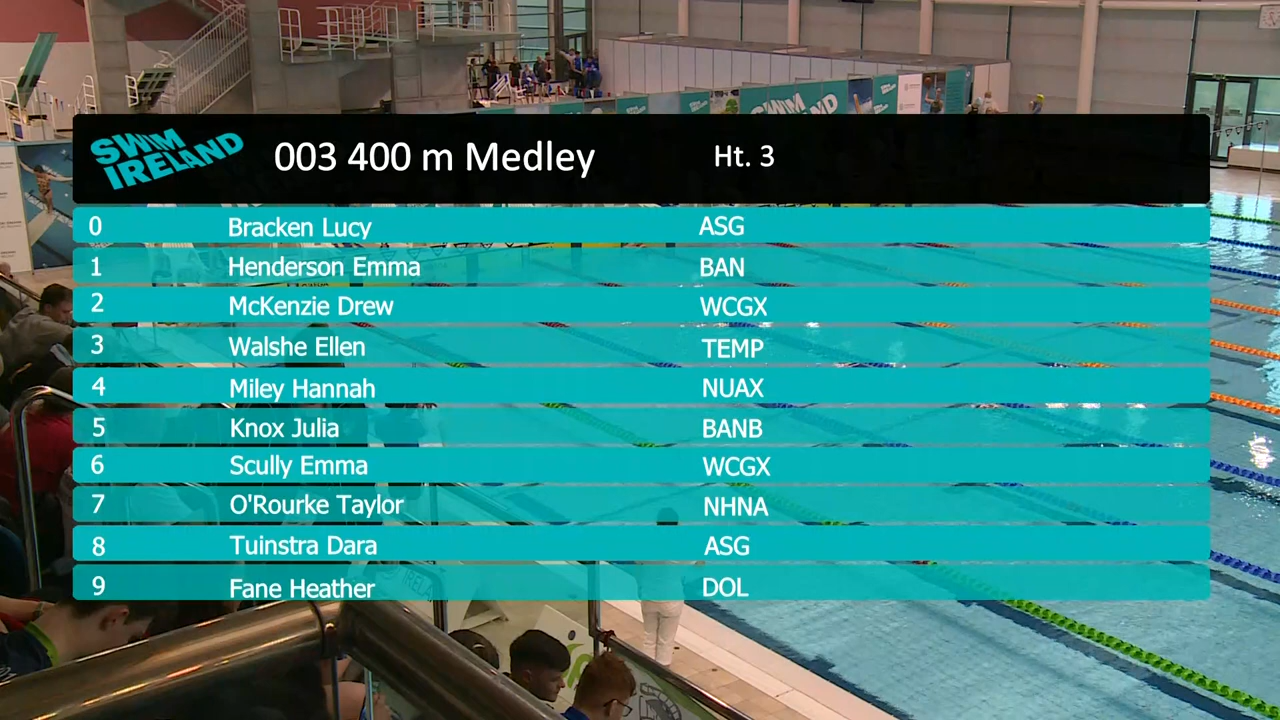 SWIM IRELAND 003 400 m Medley Ht. 3
0 Bracken Lucy ASG
1 Henderson Emma BAN
2 McKenzie Drew WCGX
3 Walshe Ellen TEMP
4 Miley Hannah NUAX
5 Knox Julia BANB
6 Scully Emma WCGX
7 O'Rourke Taylor NHNA
8 Tuinstra Dara ASG
9 Fane Heather DOL